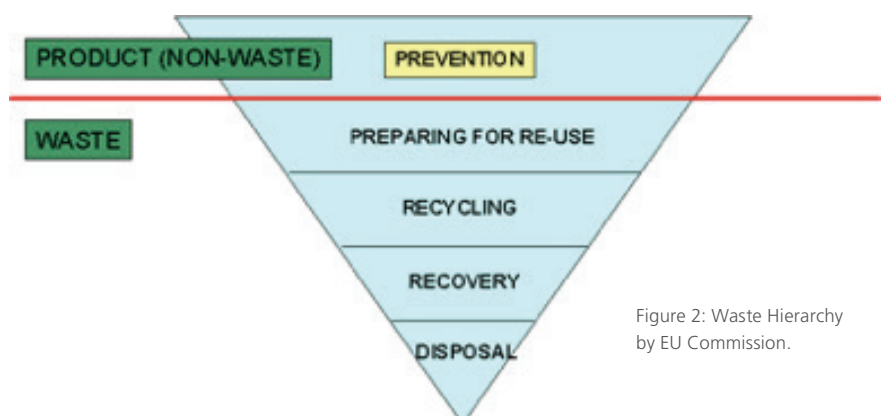 PRODUCT (NON-WASTE)
PREVENTION
WASTE
PREPARING FOR RE-USE
RECYCLING
RECOVERY
DISPOSAL
Figure 2: Waste Hierarchy
by EU Commission.